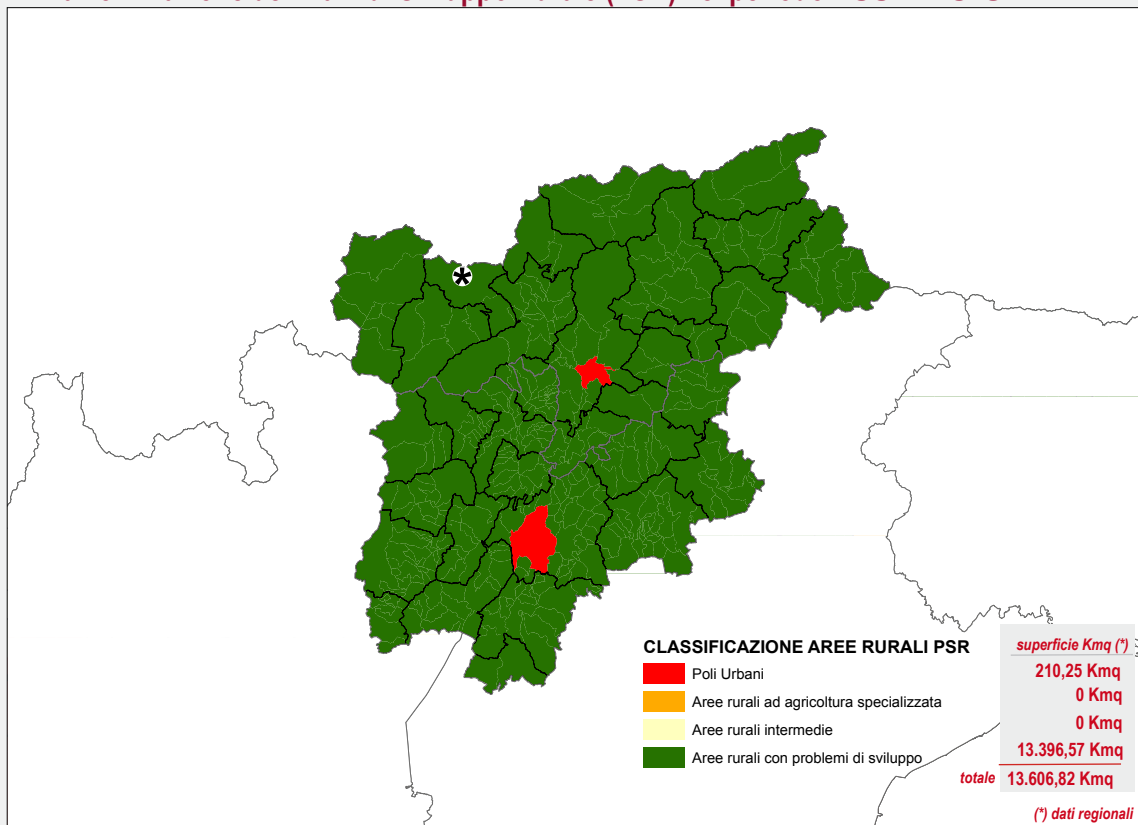 CLASSIFICAZIONE AREE RURALI PSR
superficie Kmq (*)
Poli Urbani
210,25 Kmq
Aree rurali ad agricoltura specializzata
0 Kmq
Aree rurali intermedie
0 Kmq
Aree rurali con problemi di sviluppo
13.396,57 Kmq
totale 13.606,82 Kmq
(*) dati regionali